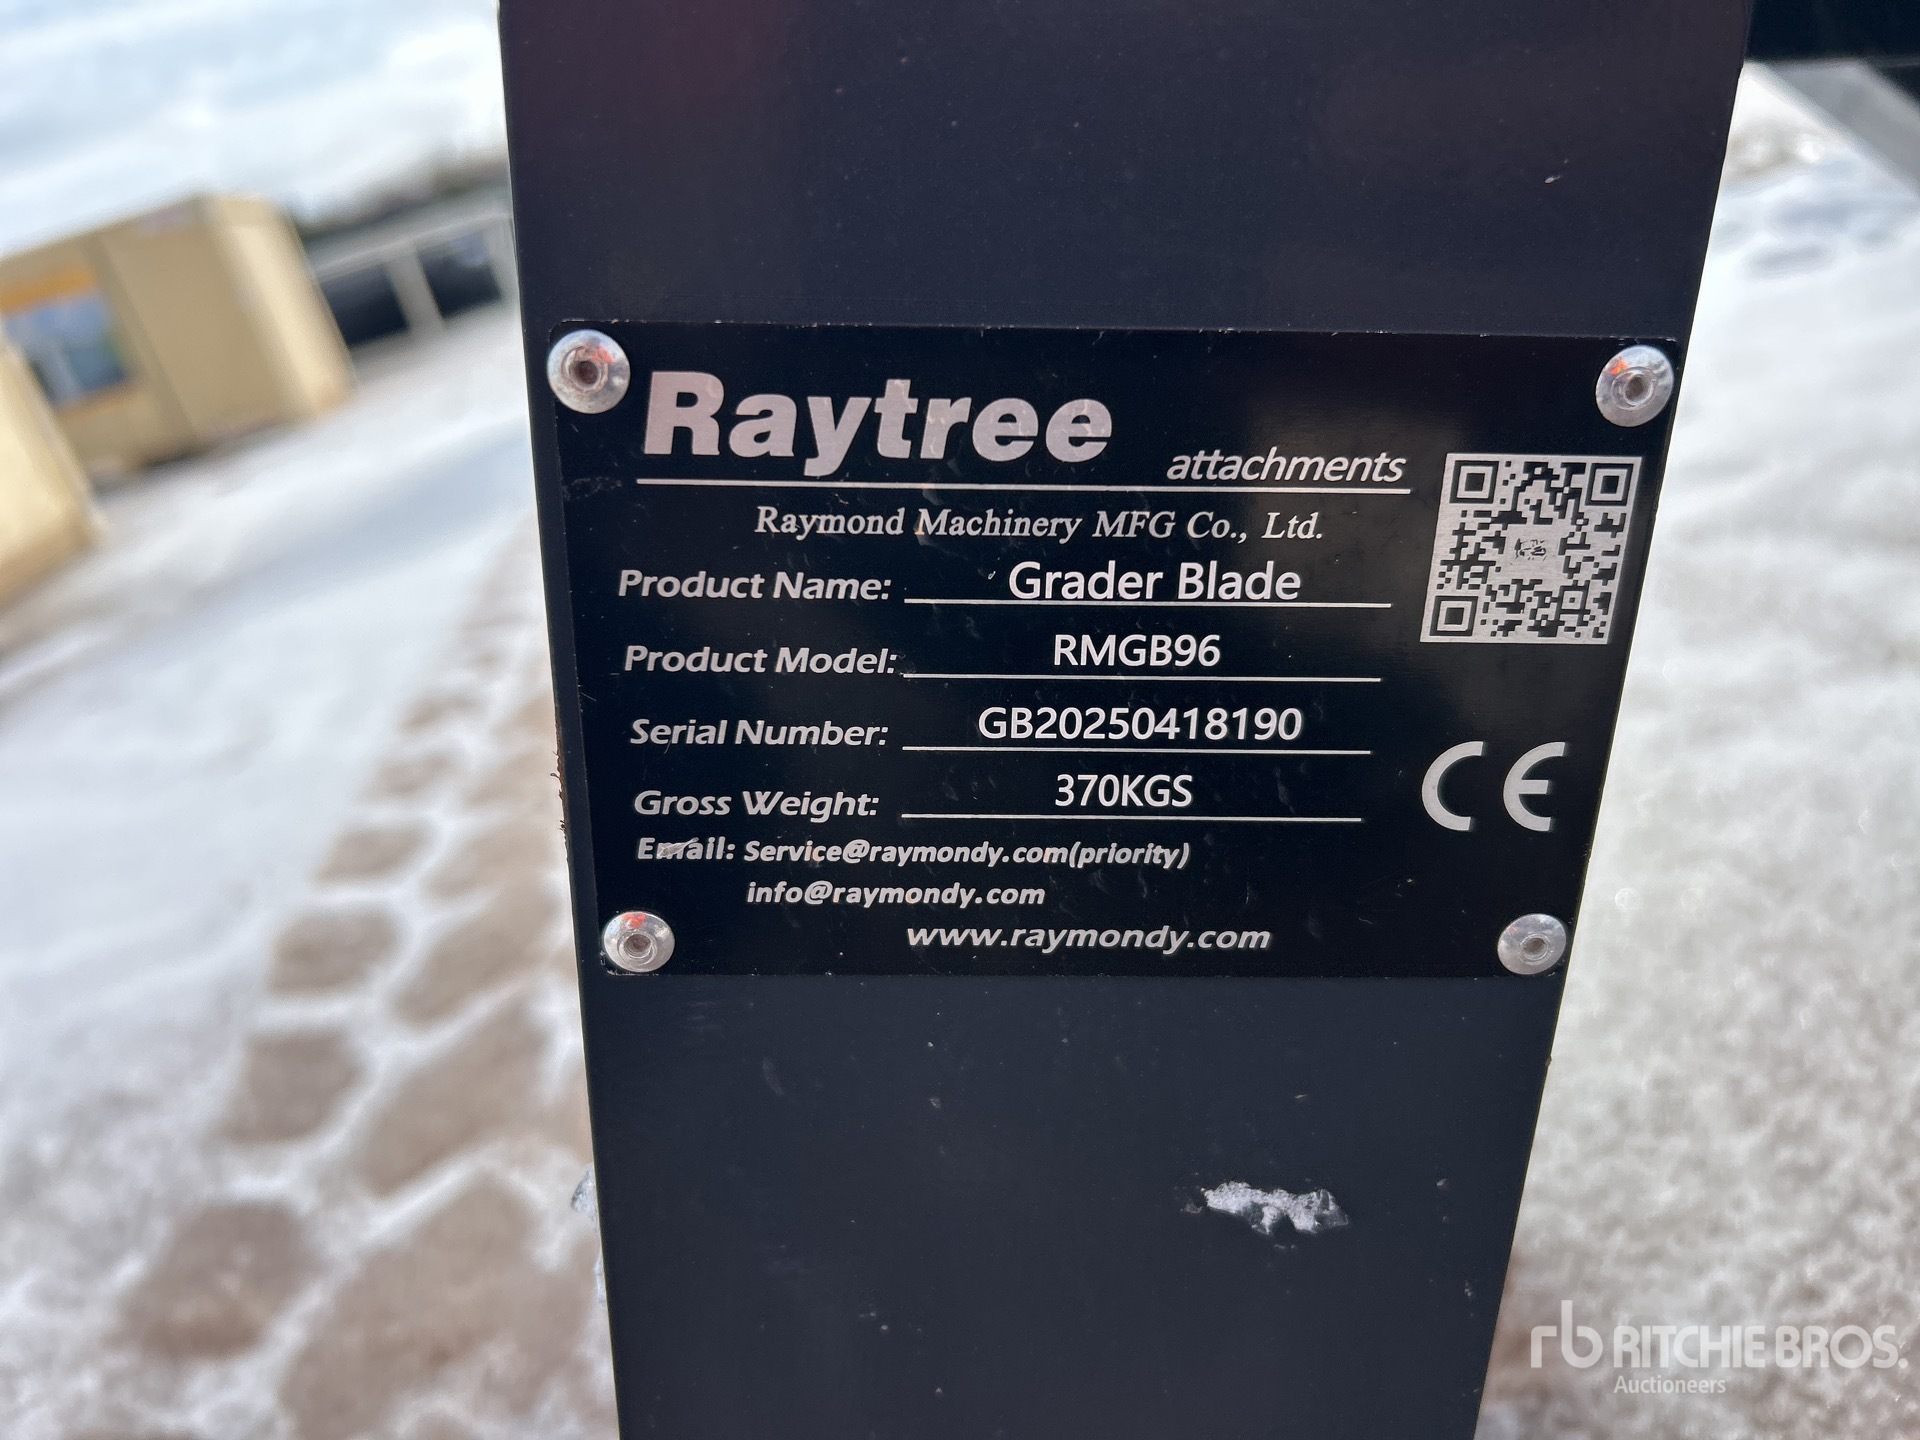 Raytree
attachments
Raymond Machinery MFG Co., Ltd.
Product Name: Grader Blade
Product Model: RMGB96
Serial Number: GB20250418190
Gross Weight: 370KGS
Email: Service@raymondy.com(priority)
info@raymondy.com
www.raymondy.com
CE
rb RITCHIE BROS.
Auctioneers